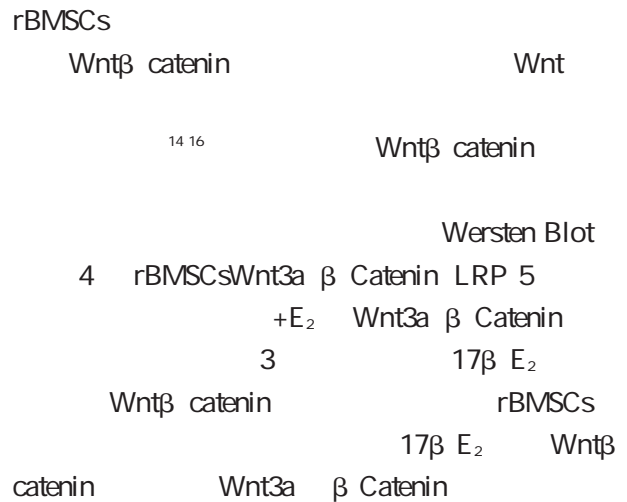 rBMSCs
Wntβ catenin Wnt
14 16 Wntβ catenin
Wersten Blot
4 rBMSCsWnt3a β Catenin LRP 5
+E₂ Wnt3a β Catenin
3 17β E₂
Wntβ catenin rBMSCs
17β E₂ Wntβ
catenin Wnt3a β Catenin